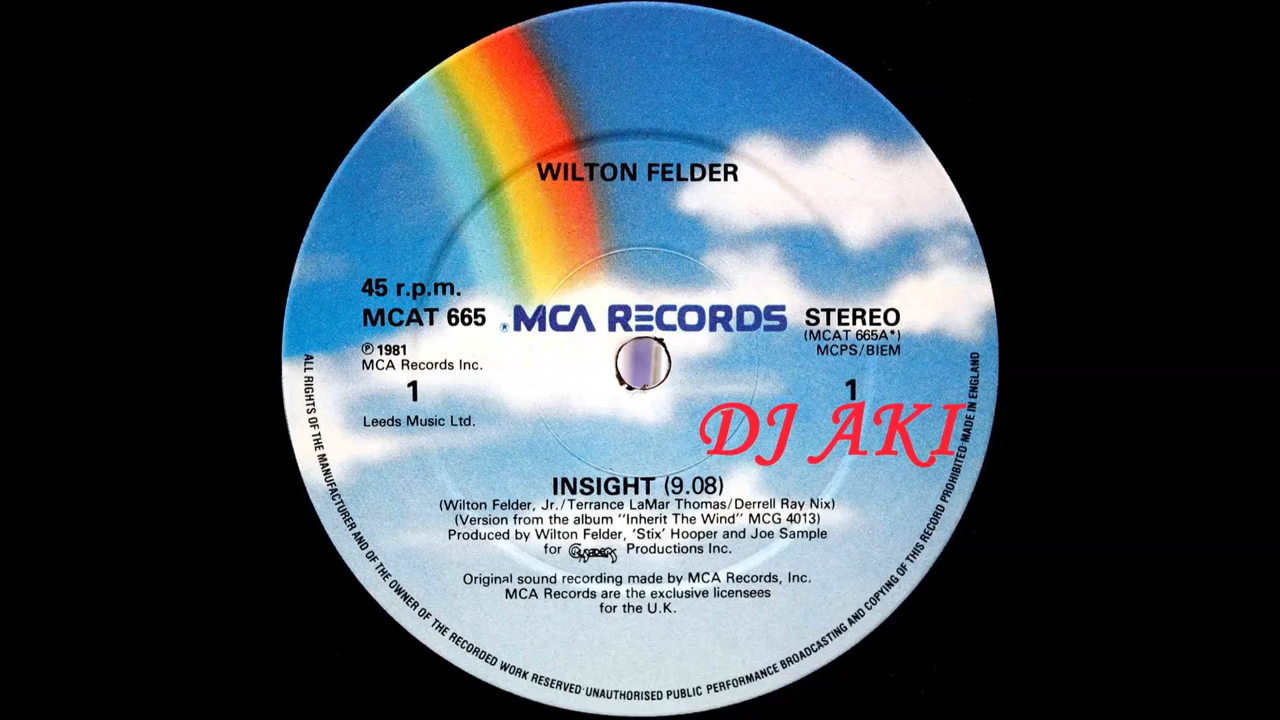 WILTON FELDER
45 r.p.m.
MCAT 665
® MCA RECORDS
STEREO
(MCAT 665A*)
MCPS/BIEM
℗ 1981
MCA Records Inc.
1
1
Leeds Music Ltd.
DJ AKI
INSIGHT (9.08)
(Wilton Felder, Jr./Terrance LaMar Thomas/Derrell Ray Nix)
(Version from the album "Inherit The Wind" MCG 4013)
Produced by Wilton Felder, 'Stix' Hooper and Joe Sample
for Crusaders Productions Inc.
Original sound recording made by MCA Records, Inc.
MCA Records are the exclusive licensees
for the U.K.
ALL RIGHTS OF THE MANUFACTURER AND OF THE OWNER OF THE RECORDED WORK RESERVED·UNAUTHORISED PUBLIC PERFORMANCE BROADCASTING AND COPYING OF THIS RECORD PROHIBITED MADE IN ENGLAND